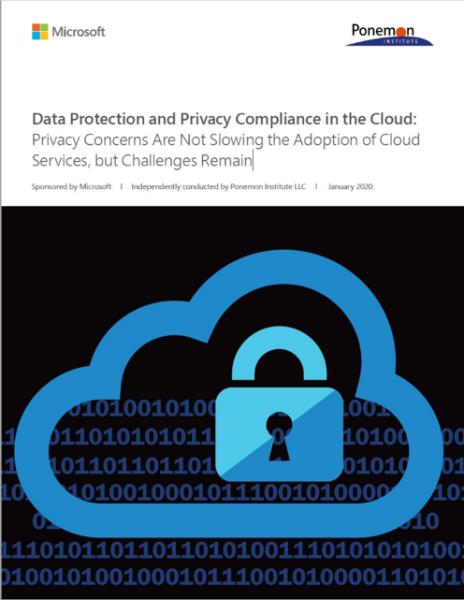 Microsoft
Ponemon
INSTITUTE
Data Protection and Privacy Compliance in the Cloud:
Privacy Concerns Are Not Slowing the Adoption of Cloud
Services, but Challenges Remain
Sponsored by Microsoft I Independently conducted by Ponemon Institute LLC I January 2020